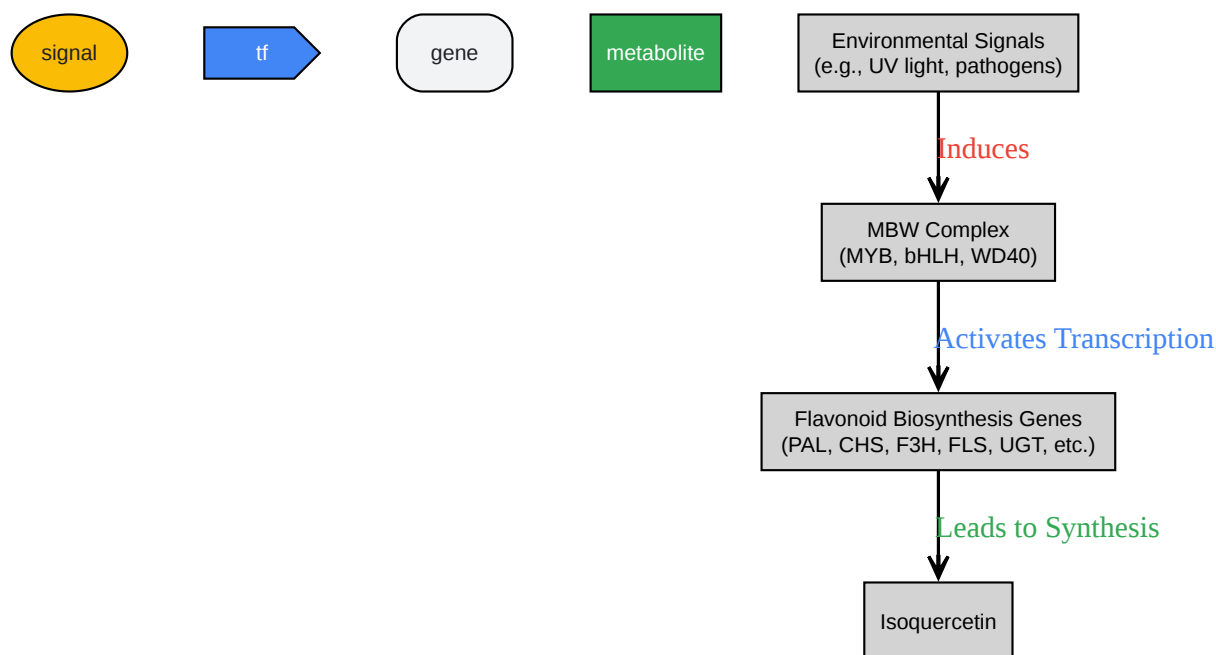 signal
tf
gene
metabolite
Environmental Signals
(e.g., UV light, pathogens)
Induces
MBW Complex
(MYB, bHLH, WD40)
Activates Transcription
Flavonoid Biosynthesis Genes
(PAL, CHS, F3H, FLS, UGT, etc.)
Leads to Synthesis
Isoquercetin